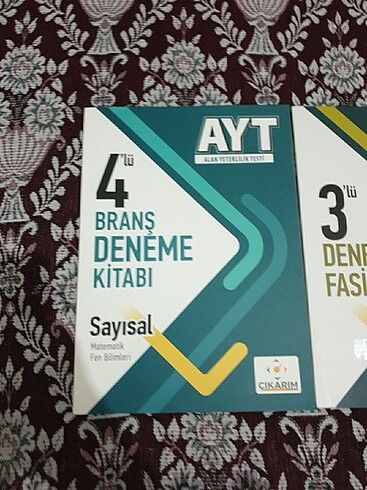 AYT
ALAN YETERLİLİK TESTİ
4'lü
BRANŞ
DENEME
KİTABI
Sayısal
Matematik
Fen Bilimleri
ÇIKARIM
3'lü
DENE
FASİ